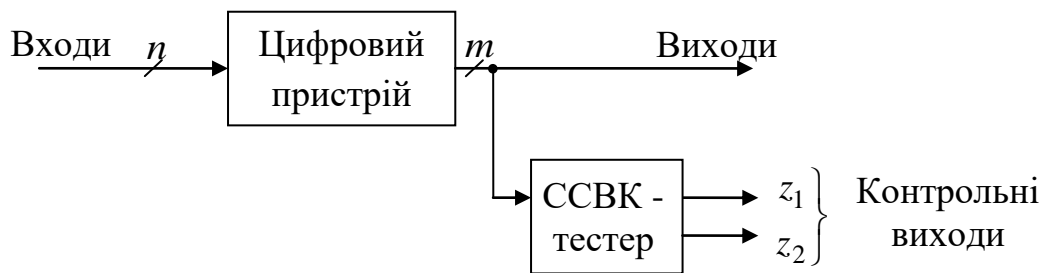 Входи n Цифровий m Виходи
пристрій
ССВК - z1 Контрольні
тестер z2 виходи